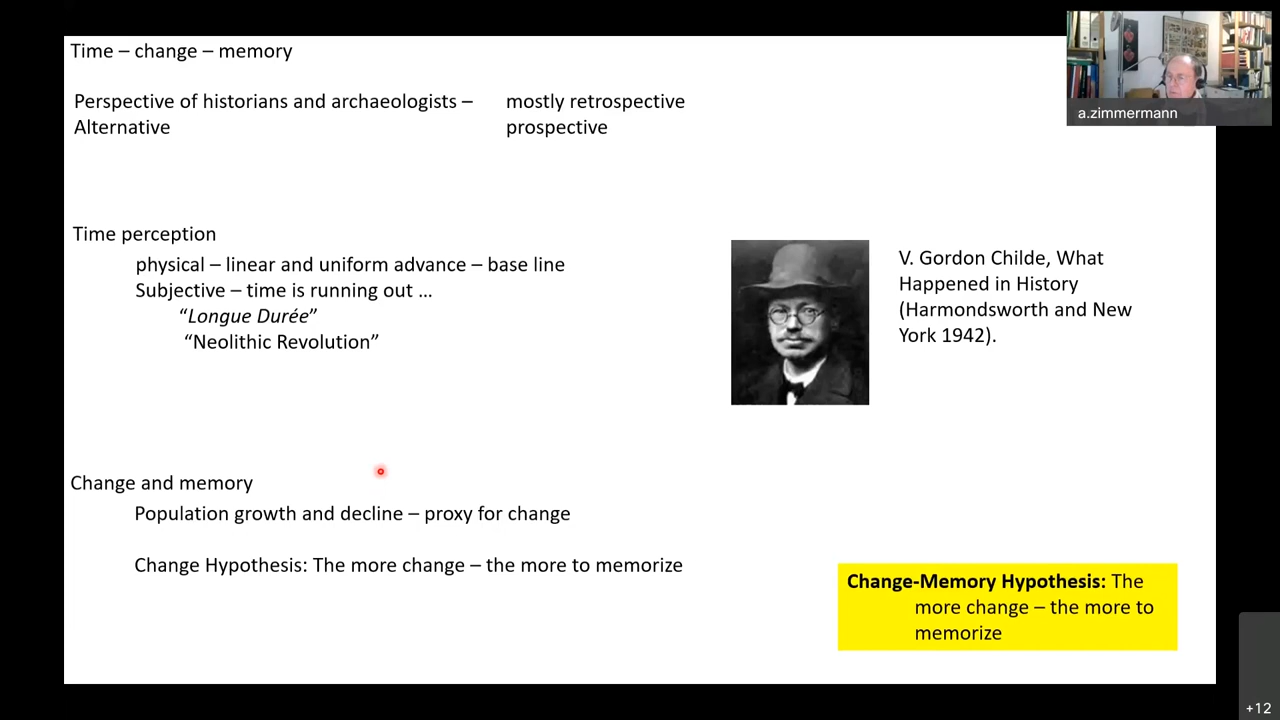 Time – change – memory
Perspective of historians and archaeologists – mostly retrospective
Alternative prospective
a.zimmermann
Time perception
physical – linear and uniform advance – base line
Subjective – time is running out ...
“Longue Durée”
“Neolithic Revolution”
V. Gordon Childe, What
Happened in History
(Harmondsworth and New
York 1942).
Change and memory
Population growth and decline – proxy for change
Change Hypothesis: The more change – the more to memorize
Change-Memory Hypothesis: The
more change – the more to
memorize
+12